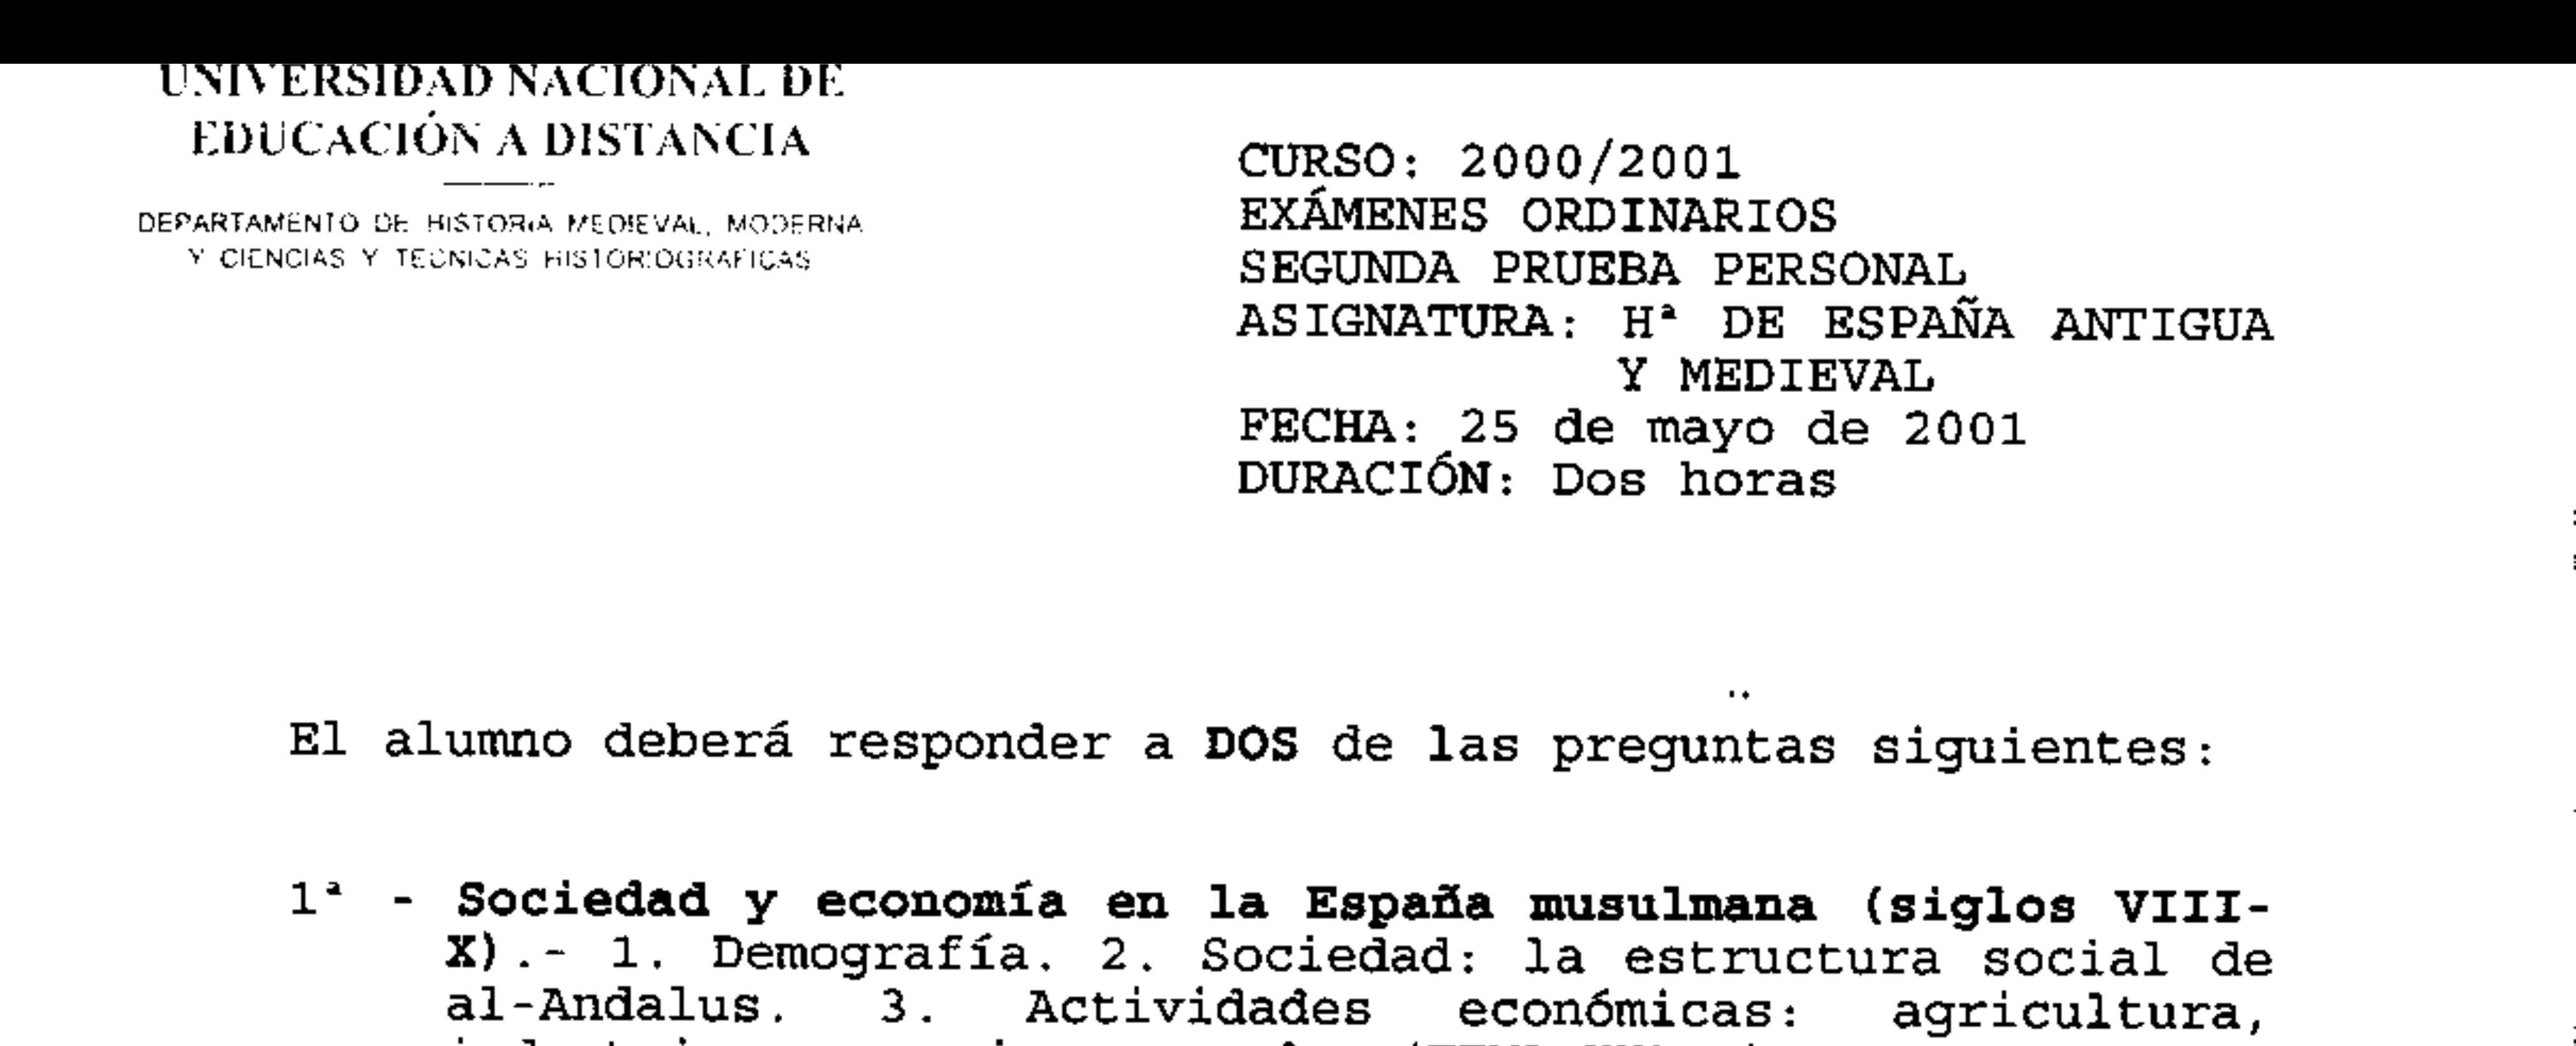 UNIVERSIDAD NACIONAL DE
EDUCACIÓN A DISTANCIA
DEPARTAMENTO DE HISTORIA MEDIEVAL, MODERNA
Y CIENCIAS Y TECNICAS HISTORIOGRAFICAS
CURSO: 2000/2001
EXÁMENES ORDINARIOS
SEGUNDA PRUEBA PERSONAL
ASIGNATURA: Hª DE ESPAÑA ANTIGUA
Y MEDIEVAL
FECHA: 25 de mayo de 2001
DURACIÓN: Dos horas
El alumno deberá responder a DOS de las preguntas siguientes:
1ª - Sociedad y economía en la España musulmana (siglos VIII-
X).- 1. Demografía. 2. Sociedad: la estructura social de
al-Andalus. 3. Actividades económicas: agricultura,